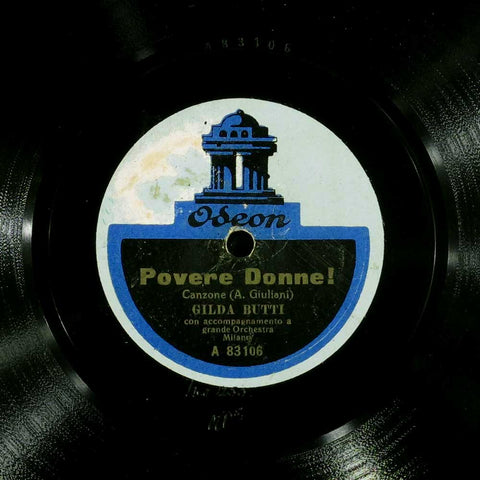 83106
Odeon
Povere Donne!
Canzone (A. Giuliani)
GILDA BUTTI
con accompagnamento a
grande Orchestra
Milano
A 83106